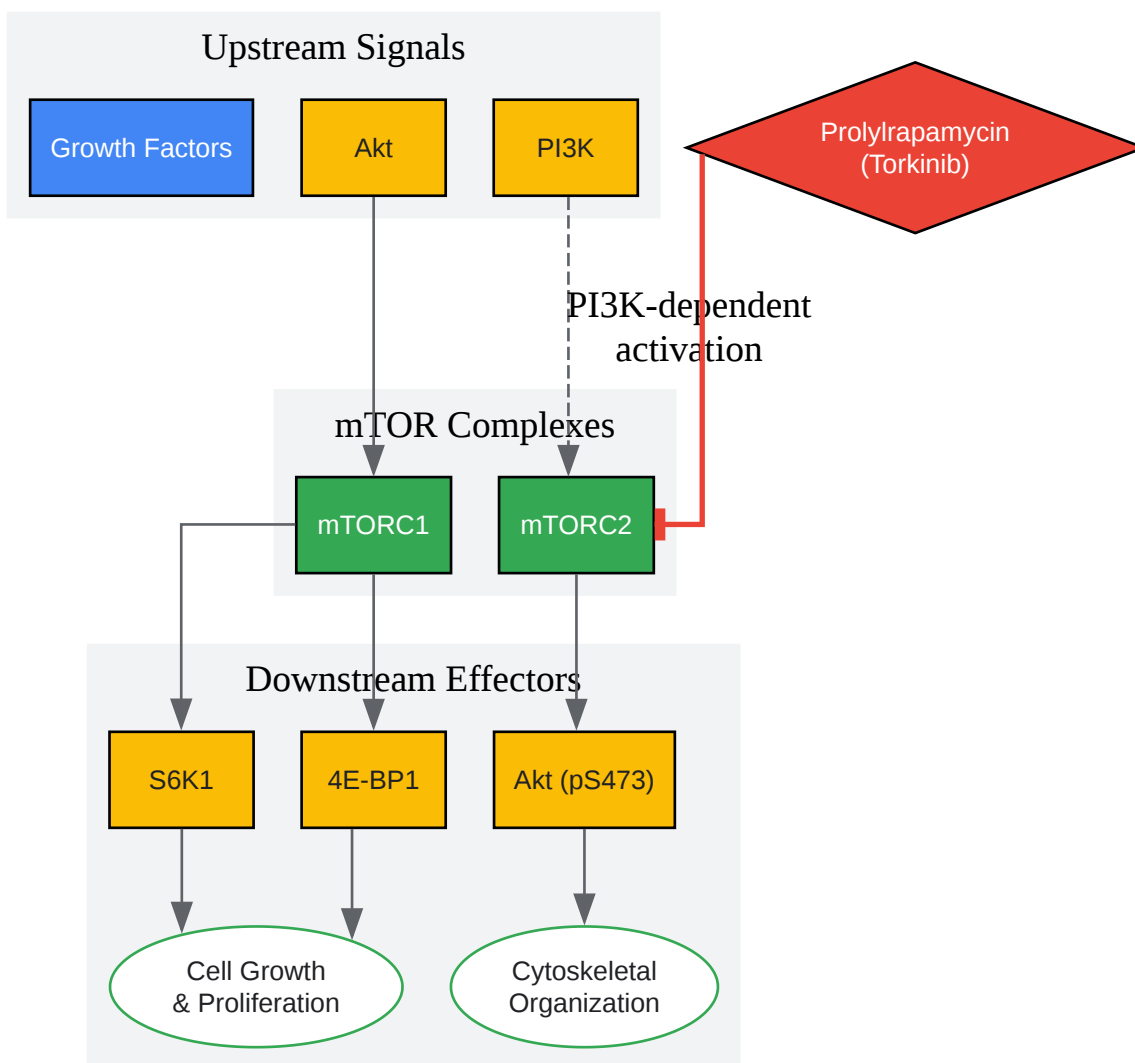 Upstream Signals
Growth Factors
Akt
PI3K
Prolylrapamycin
(Torkinib)
PI3K-dependent
activation
mTOR Complexes
mTORC1
mTORC2
Downstream Effectors
S6K1
4E-BP1
Akt (pS473)
Cell Growth
& Proliferation
Cytoskeletal
Organization